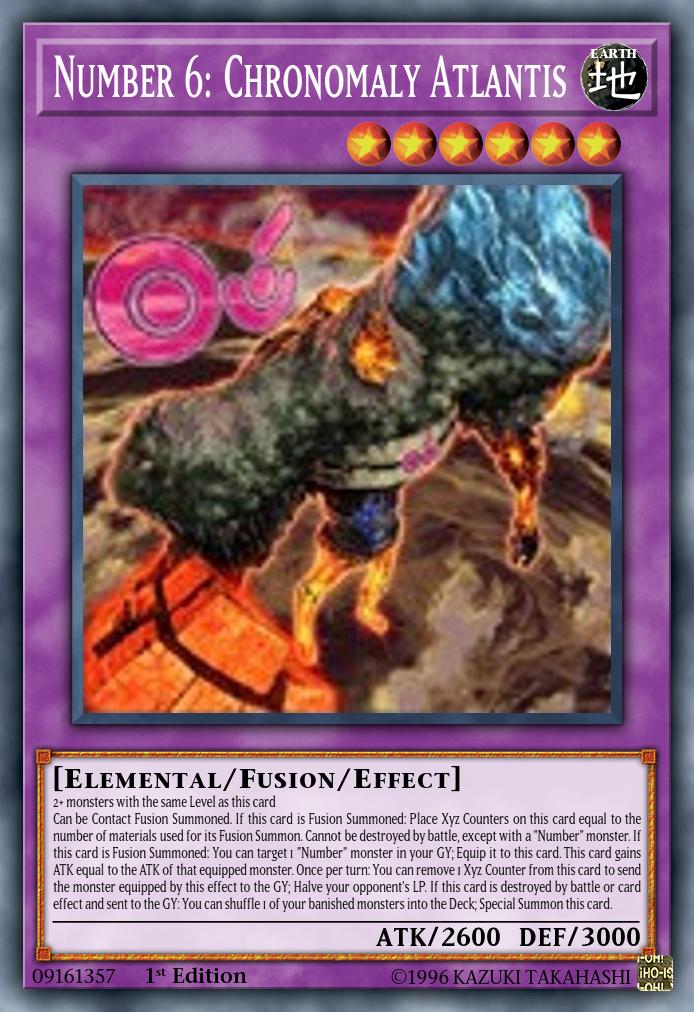 NUMBER 6: CHRONOMALY ATLANTIS
EARTH
地
[ELEMENTAL/FUSION/EFFECT]
2+ monsters with the same Level as this card
Can be Contact Fusion Summoned. If this card is Fusion Summoned: Place Xyz Counters on this card equal to the
number of materials used for its Fusion Summon. Cannot be destroyed by battle, except with a "Number" monster. If
this card is Fusion Summoned: You can target 1 "Number" monster in your GY; Equip it to this card. This card gains
ATK equal to the ATK of that equipped monster. Once per turn: You can remove 1 Xyz Counter from this card to send
the monster equipped by this effect to the GY; Halve your opponent's LP. If this card is destroyed by battle or card
effect and sent to the GY: You can shuffle 1 of your banished monsters into the Deck; Special Summon this card.
ATK/2600 DEF/3000
09161357 1st Edition ©1996 KAZUKI TAKAHASHI